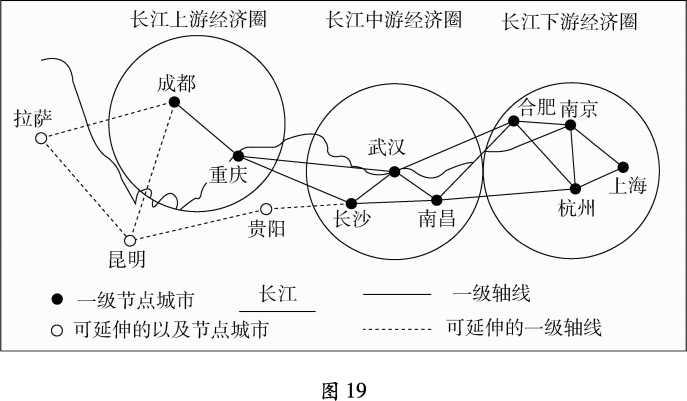 长江上游经济圈 长江中游经济圈 长江下游经济圈
成都
合肥 南京
拉萨
武汉
重庆
上海
长沙 南昌 杭州
贵阳
昆明
一级节点城市 长江 一级轴线
可延伸的以及节点城市 可延伸的一级轴线
图 19